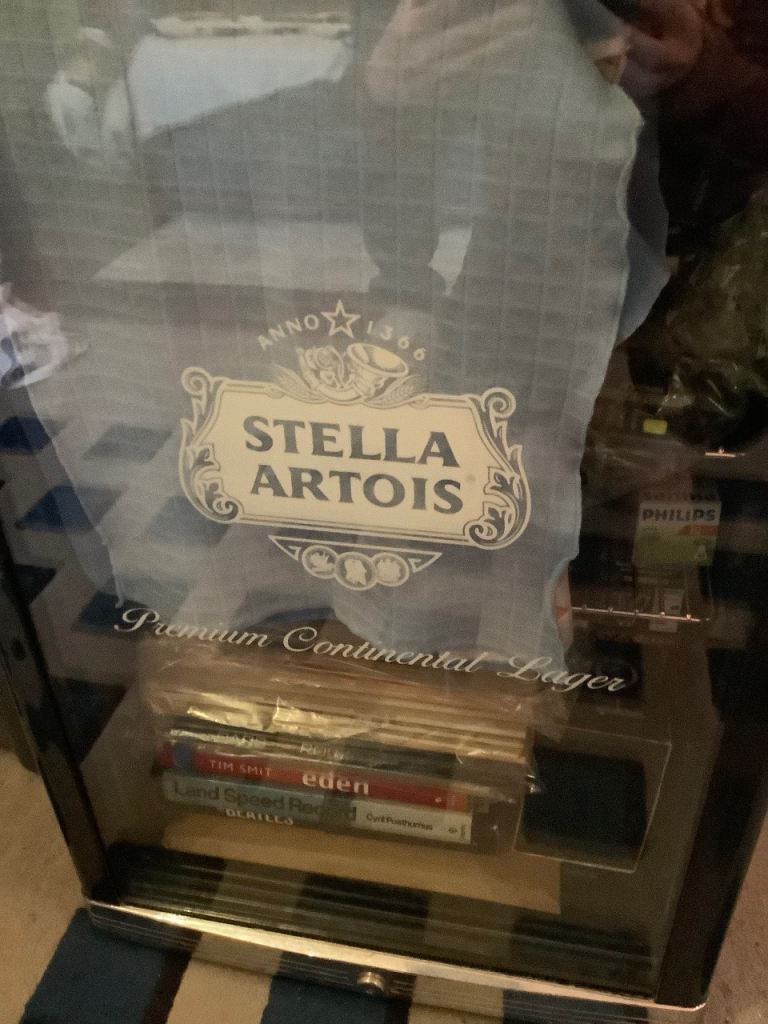 ANNO ☆ 1366
STELLA
ARTOIS
Premium Continental Lager
PHILIPS
TIM SMIT eden
Land Speed Record Cyril Posthumus
BEATLES